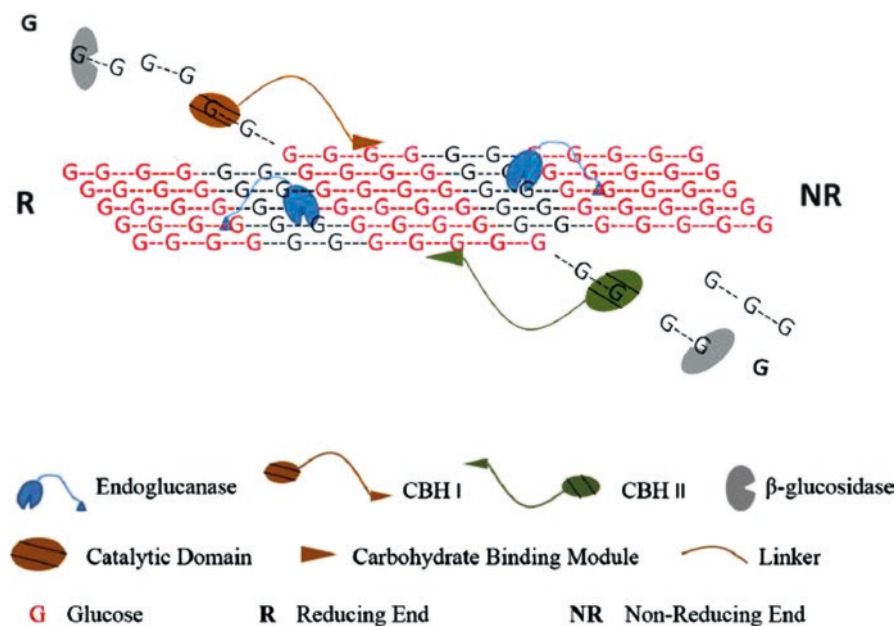 G
G--G G--G
G--G
G--G--G--G--G--G--G--G--G--G--G
G--G--G--G--G--G--G--G--G--G--G--G--G--G--G--G
R
G--G--G--G--G--G--G--G--G--G--G--G--G--G--G--G--G
NR
G--G--G--G--G--G--G--G--G--G--G--G--G--G--G--G
G--G--G--G--G--G--G--G--G--G--G--G--G--G--G--G--G
G--G--G--G--G--G--G--G--G--G--G
G--G
G--G--G
G--G
G
Endoglucanase CBH I CBH II β-glucosidase
Catalytic Domain Carbohydrate Binding Module Linker
G Glucose R Reducing End NR Non-Reducing End